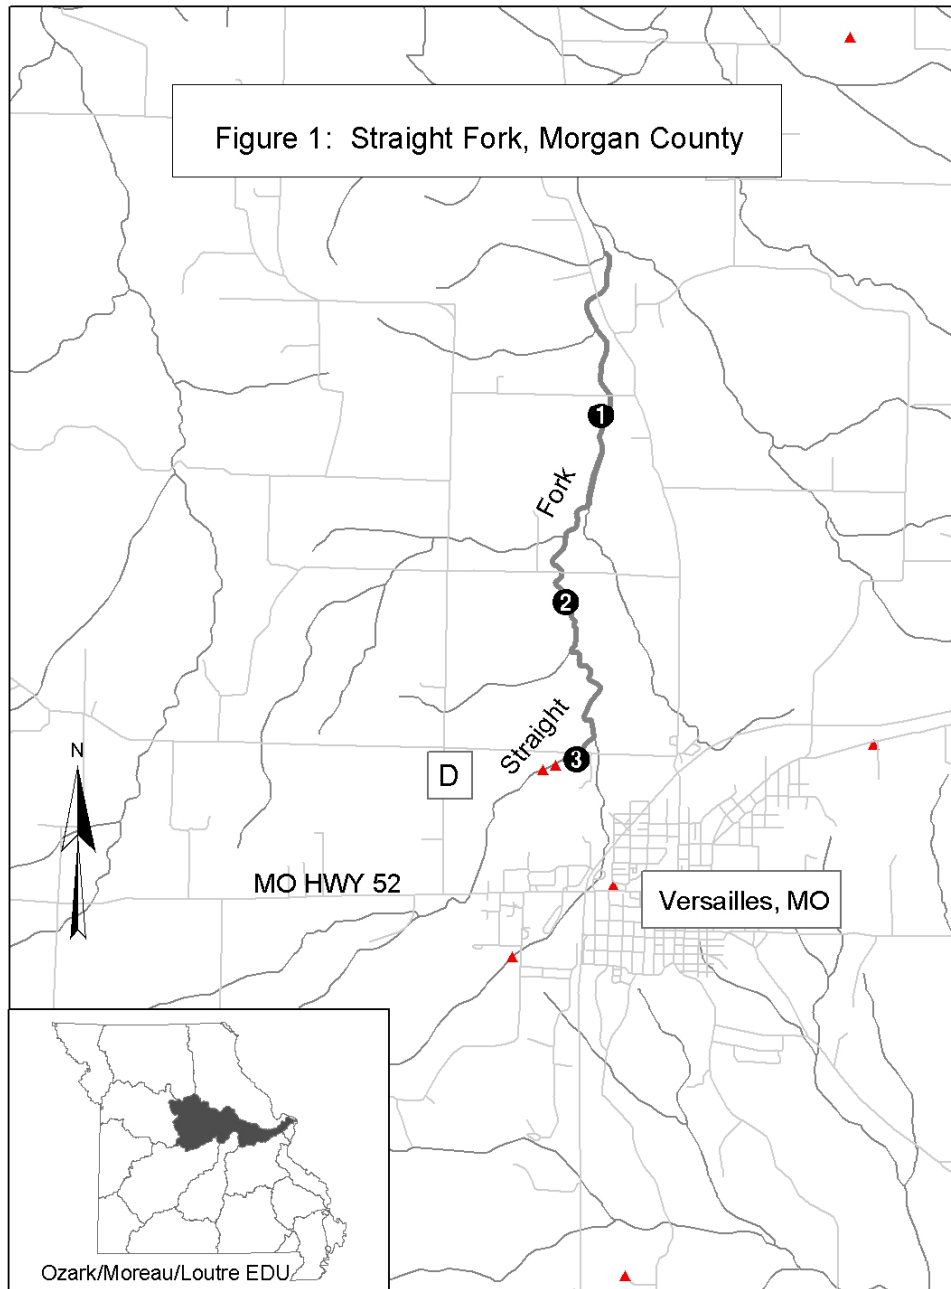 Figure 1: Straight Fork, Morgan County
1
Fork
2
Straight
3
N
D
MO HWY 52
Versailles, MO
Ozark/Moreau/Loutre EDU